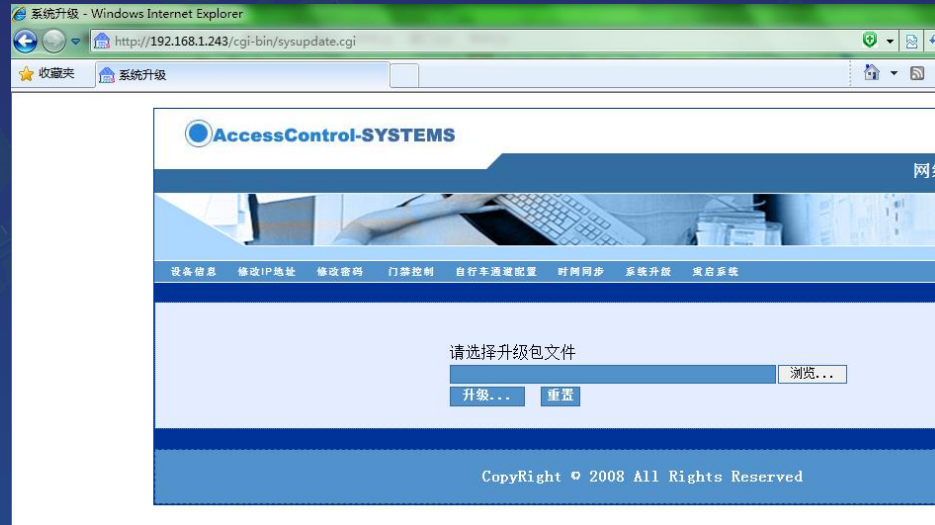 系统升级 - Windows Internet Explorer
http://192.168.1.243/cgi-bin/sysupdate.cgi
收藏夹 系统升级
AccessControl-SYSTEMS
网
设备信息 修改IP地址 修改密码 门禁控制 自行车通道配置 时间同步 系统升级 重启系统
请选择升级包文件
浏览...
升级... 重置
CopyRight © 2008 All Rights Reserved